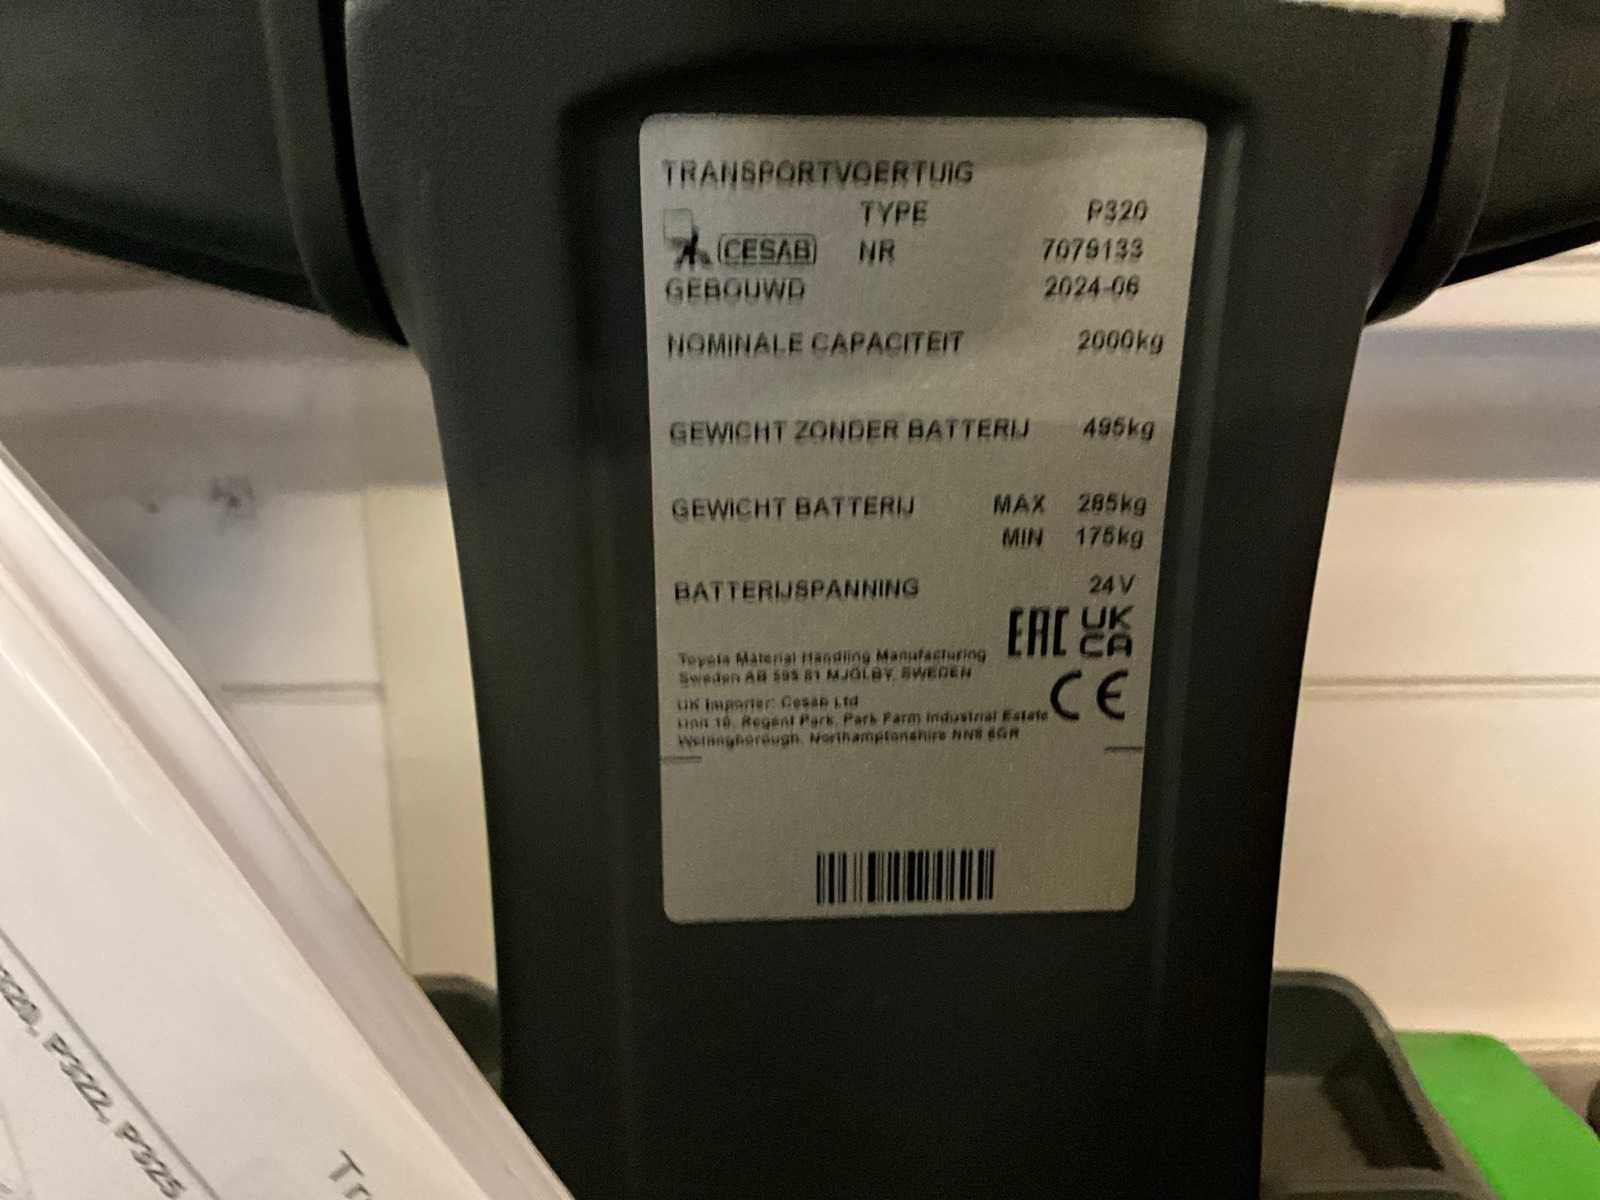 TRANSPORTVOERTUIG
TYPE P320
CESAB NR 7079133
GEBOUWD 2024-06
NOMINALE CAPACITEIT 2000kg
GEWICHT ZONDER BATTERIJ 495kg
GEWICHT BATTERIJ MAX 285kg
MIN 175kg
BATTERIJSPANNING 24V
EAC UK
CA
Toyota Material Handling Manufacturing
Sweden AB 595 81 MJÖLBY, SWEDEN
CE
UK Importer: Cesab Ltd
Unit 10, Regent Park, Park Farm Industrial Estate
Wellingborough, Northamptonshire NN8 6GR
P322, P325